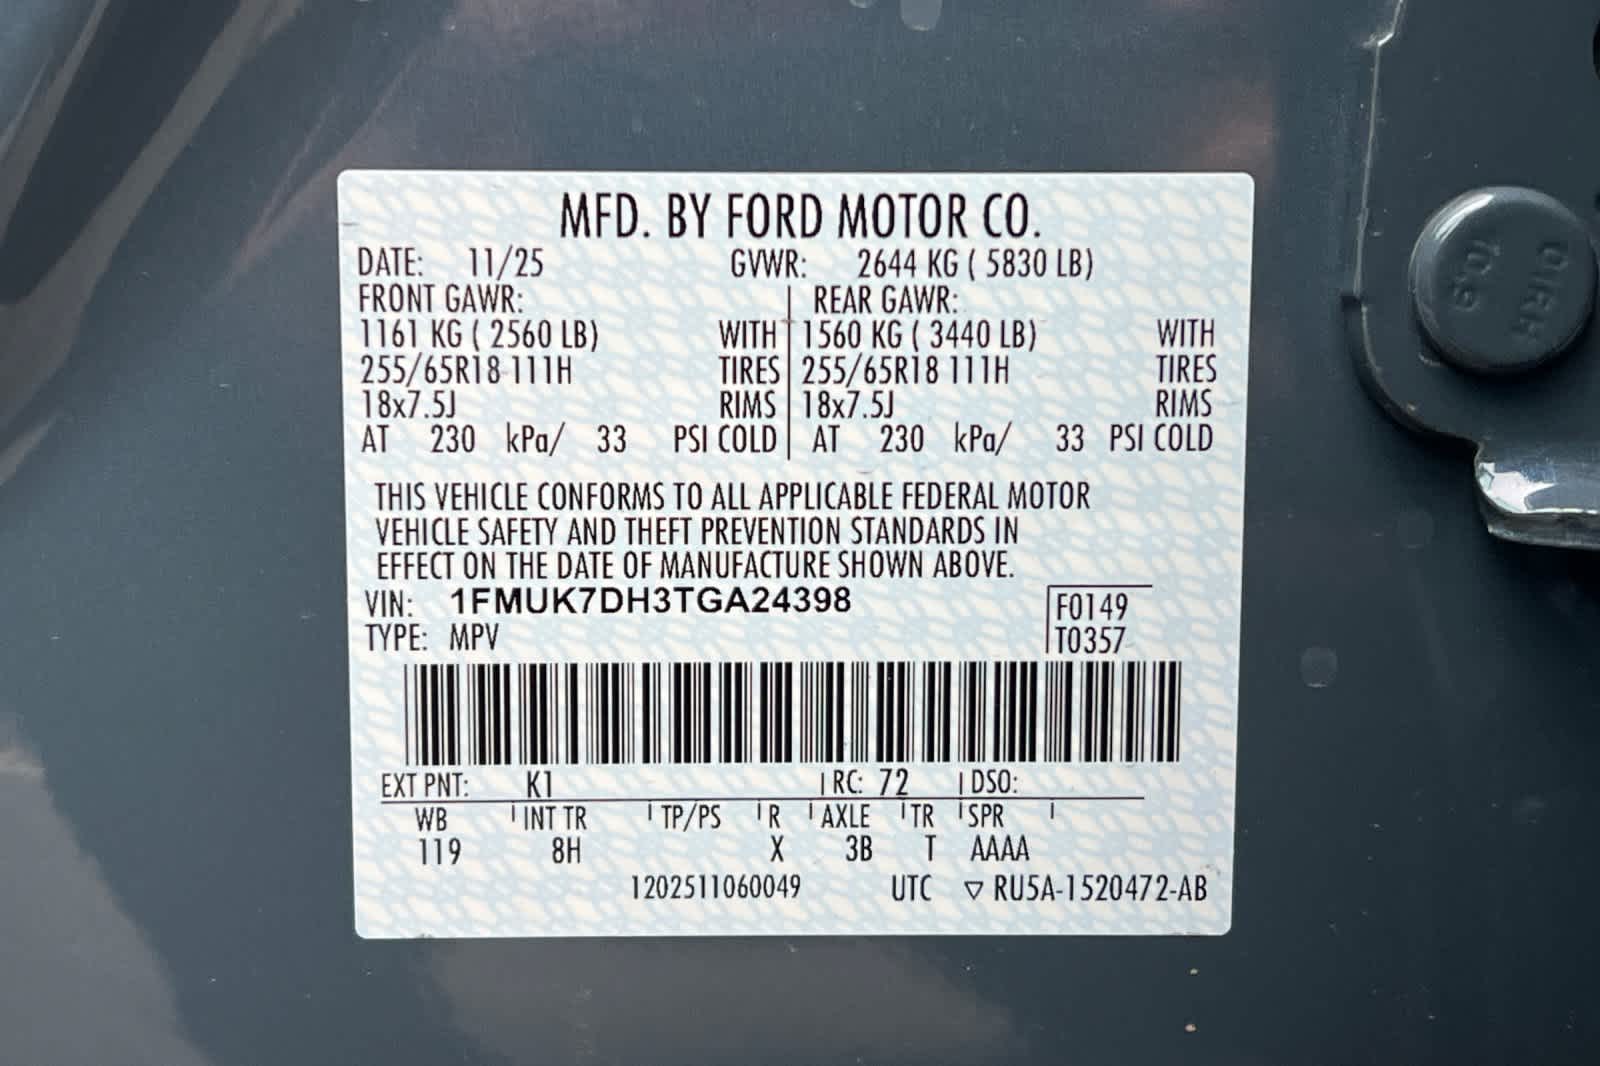 MFD. BY FORD MOTOR CO.
DATE: 11/25 GVWR: 2644 KG ( 5830 LB)
FRONT GAWR: REAR GAWR:
1161 KG ( 2560 LB) WITH 1560 KG ( 3440 LB) WITH
255/65R18 111H TIRES 255/65R18 111H TIRES
18x7.5J RIMS 18x7.5J RIMS
AT 230 kPa/ 33 PSI COLD AT 230 kPa/ 33 PSI COLD
THIS VEHICLE CONFORMS TO ALL APPLICABLE FEDERAL MOTOR
VEHICLE SAFETY AND THEFT PREVENTION STANDARDS IN
EFFECT ON THE DATE OF MANUFACTURE SHOWN ABOVE.
VIN: 1FMUK7DH3TGA24398 F0149
TYPE: MPV T0357
EXT PNT: K1 RC: 72 DSO:
WB INT TR TP/PS R AXLE TR SPR
119 8H X 3B T AAAA
1202511060049 UTC ▽ RU5A-1520472-AB
10.9